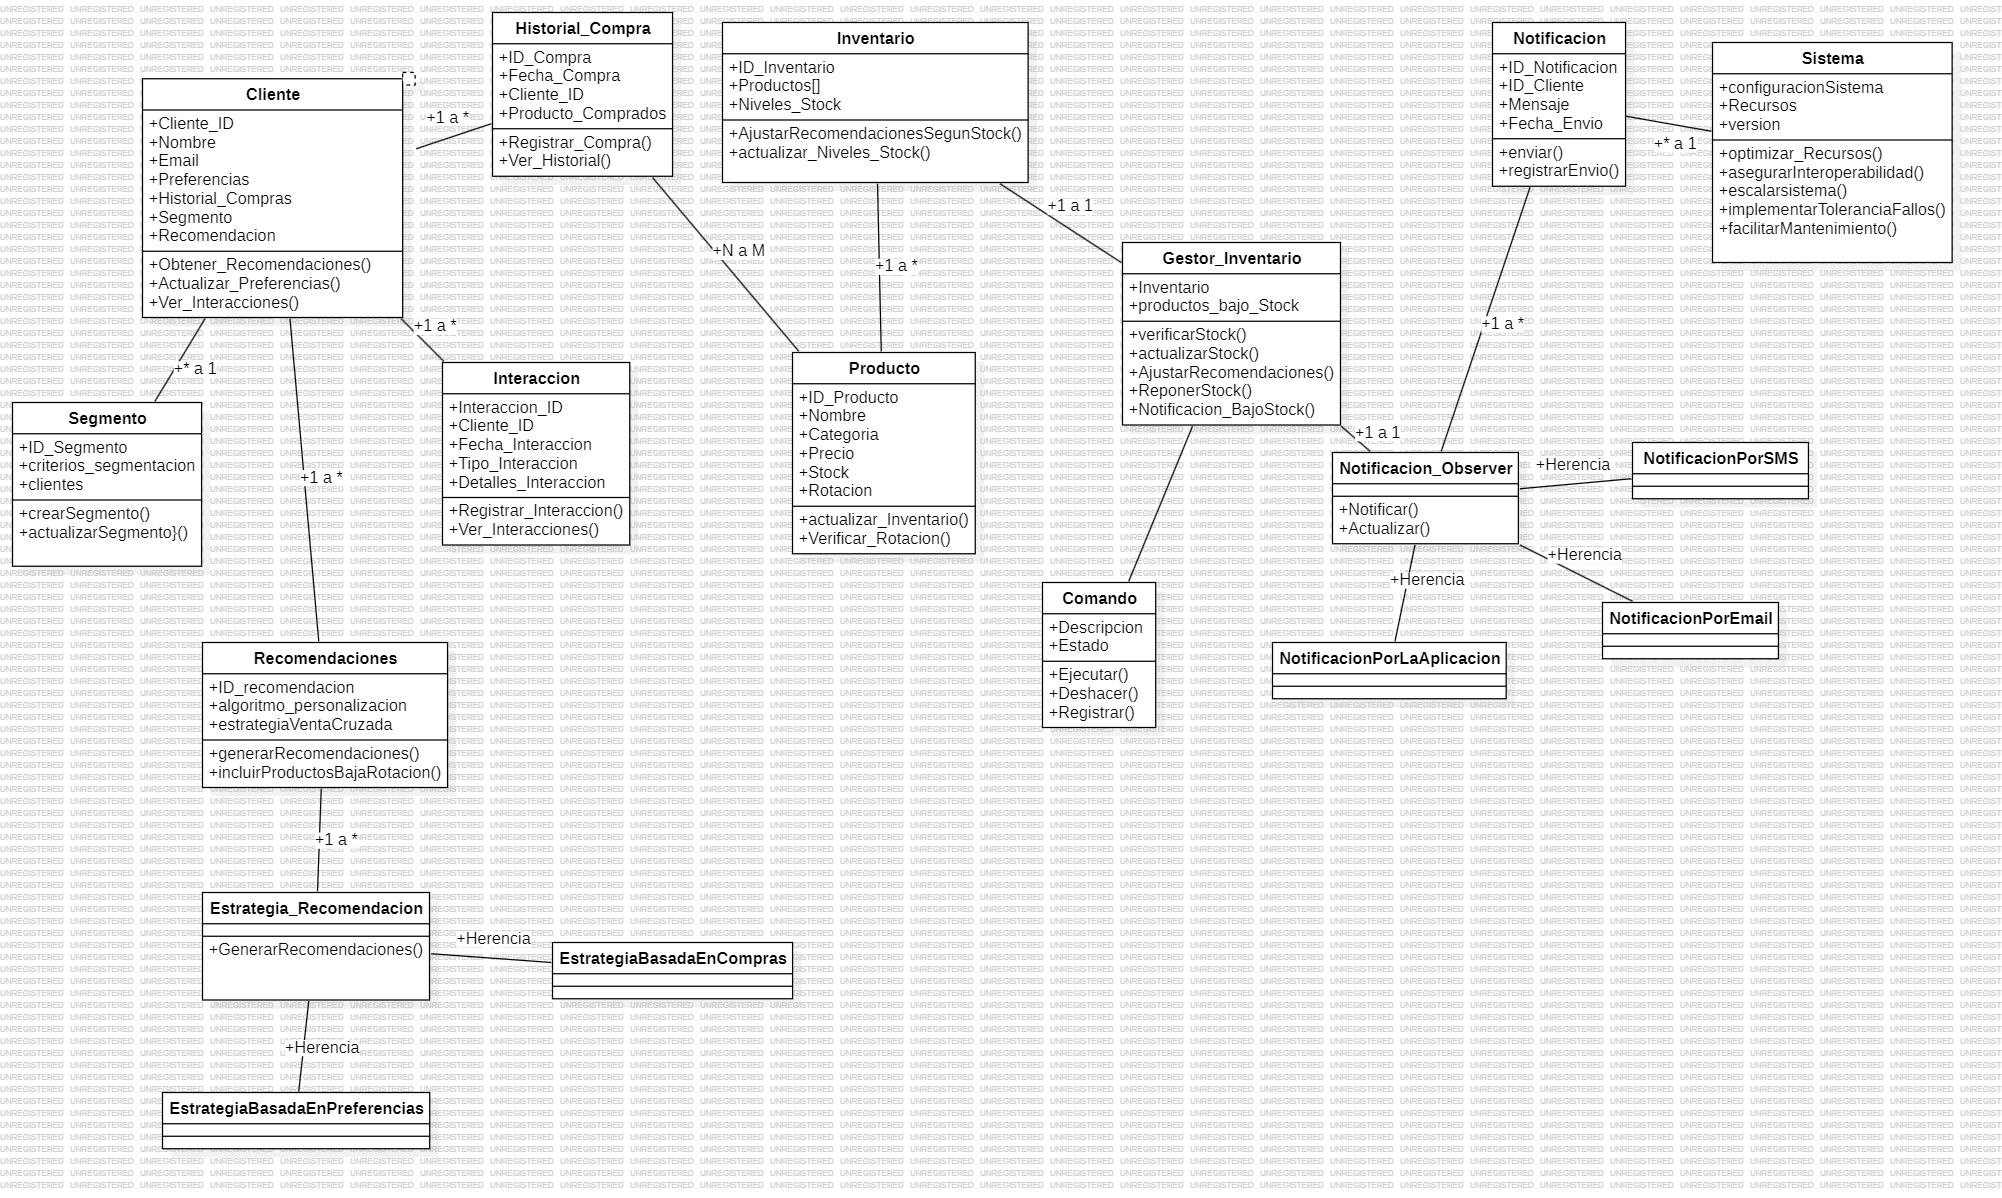 Historial_Compra
+ID_Compra
+Fecha_Compra
+Cliente_ID
+Producto_Comprados
+Registrar_Compra()
+Ver_Historial()
Inventario
+ID_Inventario
+Productos[]
+Niveles_Stock
+AjustarRecomendacionesSegunStock()
+actualizar_Niveles_Stock()
Notificacion
+ID_Notificacion
+ID_Cliente
+Mensaje
+Fecha_Envio
+enviar()
+registrarEnvio()
Sistema
+configuracionSistema
+Recursos
+version
+optimizar_Recursos()
+asegurarInteroperabilidad()
+escalarsistema()
+implementarToleranciaFallos()
+facilitarMantenimiento()
+* a 1
Cliente
+Cliente_ID
+Nombre
+Email
+Preferencias
+Historial_Compras
+Segmento
+Recomendacion
+Obtener_Recomendaciones()
+Actualizar_Preferencias()
+Ver_Interacciones()
+1 a *
+N a M
+1 a *
+1 a 1
Gestor_Inventario
+Inventario
+productos_bajo_Stock
+verificarStock()
+actualizarStock()
+AjustarRecomendaciones()
+ReponerStock()
+Notificacion_BajoStock()
+1 a *
+1 a *
+* a 1
Segmento
+ID_Segmento
+criterios_segmentacion
+clientes
+crearSegmento()
+actualizarSegmento}()
Interaccion
+Interaccion_ID
+Cliente_ID
+Fecha_Interaccion
+Tipo_Interaccion
+Detalles_Interaccion
+Registrar_Interaccion()
+Ver_Interacciones()
Producto
+ID_Producto
+Nombre
+Categoria
+Precio
+Stock
+Rotacion
+actualizar_Inventario()
+Verificar_Rotacion()
+1 a 1
Notificacion_Observer
+Notificar()
+Actualizar()
+Herencia
NotificacionPorSMS
+Herencia
NotificacionPorEmail
+Herencia
NotificacionPorLaAplicacion
+1 a *
Comando
+Descripcion
+Estado
+Ejecutar()
+Deshacer()
+Registrar()
Recomendaciones
+ID_recomendacion
+algoritmo_personalizacion
+estrategiaVentaCruzada
+generarRecomendaciones()
+incluirProductosBajaRotacion()
+1 a *
Estrategia_Recomendacion
+GenerarRecomendaciones()
+Herencia
EstrategiaBasadaEnCompras
+Herencia
EstrategiaBasadaEnPreferencias
UNREGISTERED